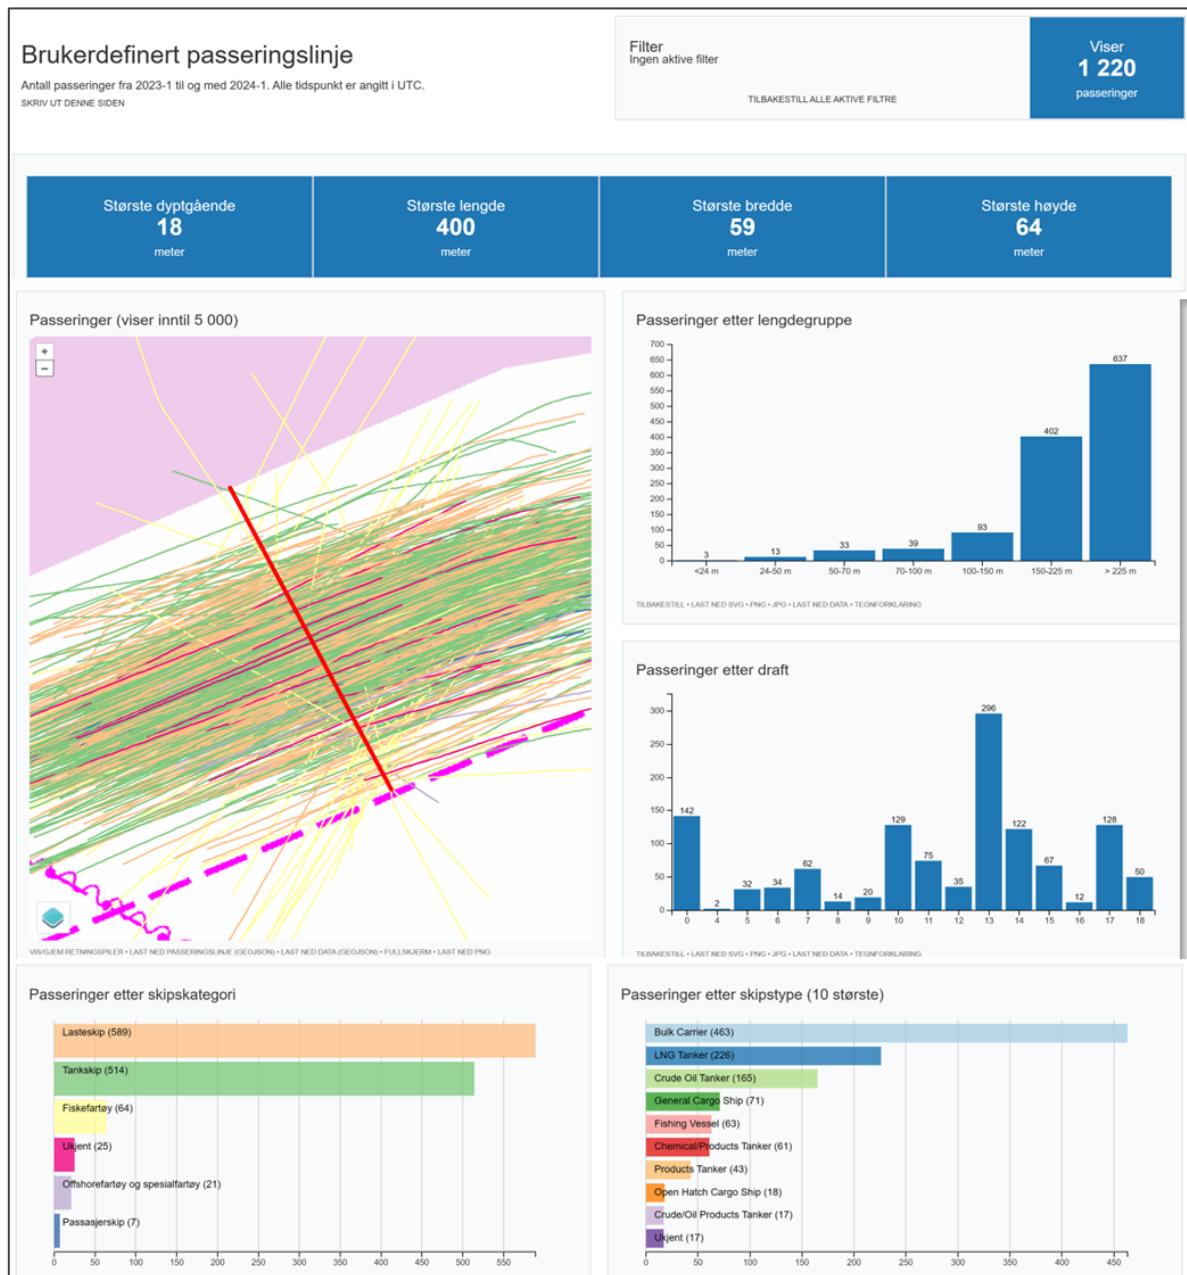 Brukerdefinert passeringslinje
Antall passeringer fra 2023-1 til og med 2024-1. Alle tidspunkt er angitt i UTC.
SKRIV UT DENNE SIDEN
Filter
Ingen aktive filter
TILBAKESTILL ALLE AKTIVE FILTRE
Viser
1 220
passeringer
Største dyptgående
18
meter
Største lengde
400
meter
Største bredde
59
meter
Største høyde
64
meter
Passeringer (viser inntil 5 000)
+
−
VIS/GJEM RETNINGSPILER • LAST NED PASSERINGSLINJE (GEOJSON) • LAST NED DATA (GEOJSON) • FULLSKJERM • LAST NED PNG
Passeringer etter lengdegruppe
700
650
600
550
500
450
400
350
300
250
200
150
100
50
0
3
13
33
39
93
402
637
<24 m
24-50 m
50-70 m
70-100 m
100-150 m
150-225 m
> 225 m
TILBAKESTILL • LAST NED SVG • PNG • JPG • LAST NED DATA • TEGNFORKLARING
Passeringer etter draft
300
250
200
150
100
50
0
142
2
32
34
62
14
20
129
75
35
296
122
67
12
128
50
0
4
5
6
7
8
9
10
11
12
13
14
15
16
17
18
TILBAKESTILL • LAST NED SVG • PNG • JPG • LAST NED DATA • TEGNFORKLARING
Passeringer etter skipskategori
Lasteskip (589)
Tankskip (514)
Fiskefartøy (64)
Ukjent (25)
Offshorefartøy og spesialfartøy (21)
Passasjerskip (7)
0
50
100
150
200
250
300
350
400
450
500
550
Passeringer etter skipstype (10 største)
Bulk Carrier (463)
LNG Tanker (226)
Crude Oil Tanker (165)
General Cargo Ship (71)
Fishing Vessel (63)
Chemical/Products Tanker (61)
Products Tanker (43)
Open Hatch Cargo Ship (18)
Crude/Oil Products Tanker (17)
Ukjent (17)
0
50
100
150
200
250
300
350
400
450